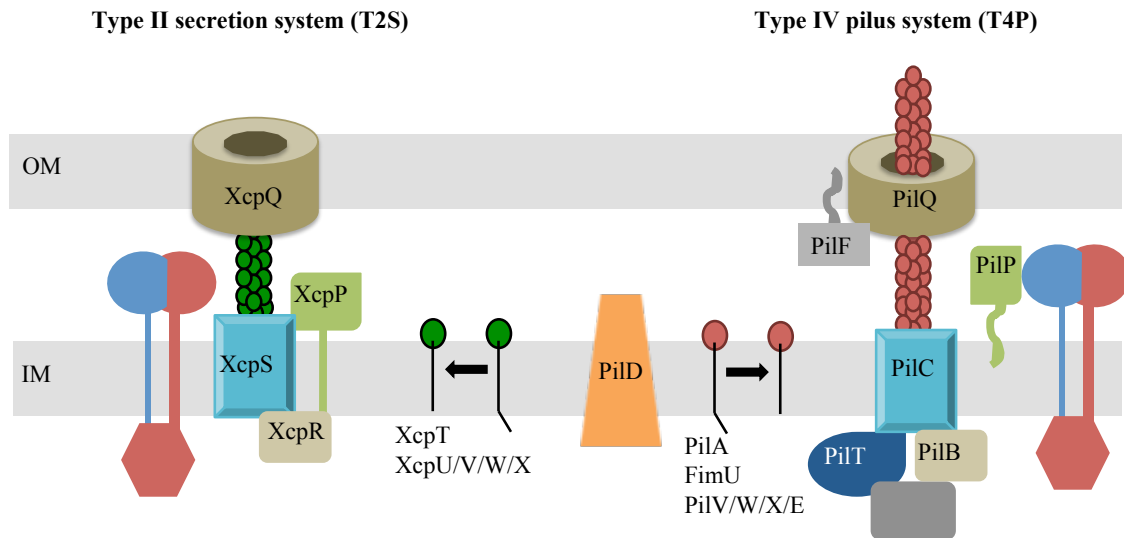 Type II secretion system (T2S)
Type IV pilus system (T4P)
OM
XcpQ
PilQ
PilF
PilP
XcpP
IM
XcpS
PilD
PilC
XcpR
XcpT
XcpU/V/W/X
PilA
FimU
PilV/W/X/E
PilT
PilB